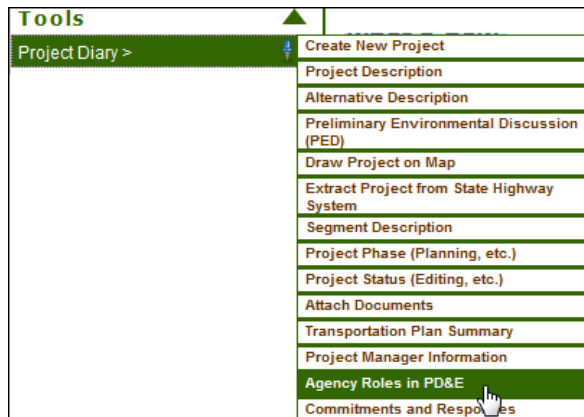 Tools
Project Diary >
Create New Project
Project Description
Alternative Description
Preliminary Environmental Discussion
(PED)
Draw Project on Map
Extract Project from State Highway
System
Segment Description
Project Phase (Planning, etc.)
Project Status (Editing, etc.)
Attach Documents
Transportation Plan Summary
Project Manager Information
Agency Roles in PD&E
Commitments and